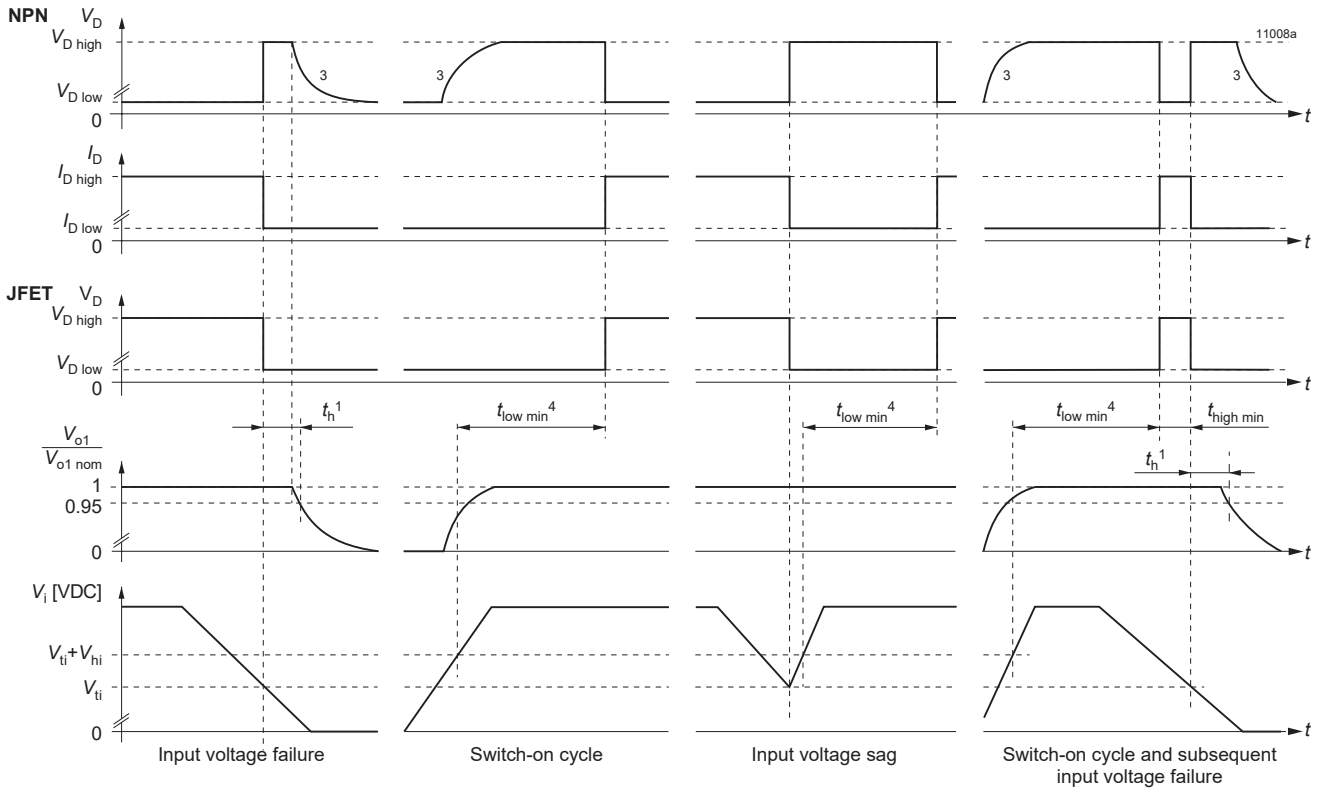 NPN V_D
V_D high
11008a
3 3 3 3
V_D low
0 t
I_D
I_D high
I_D low
0 t
JFET V_D
V_D high
V_D low
0 t
t_h^1 t_low min^4 t_low min^4 t_low min^4 t_high min
V_o1
V_o1 nom
t_h^1
1
0.95
0 t
V_i [VDC]
V_ti+V_hi
V_ti
0 t
Input voltage failure Switch-on cycle Input voltage sag Switch-on cycle and subsequent
input voltage failure